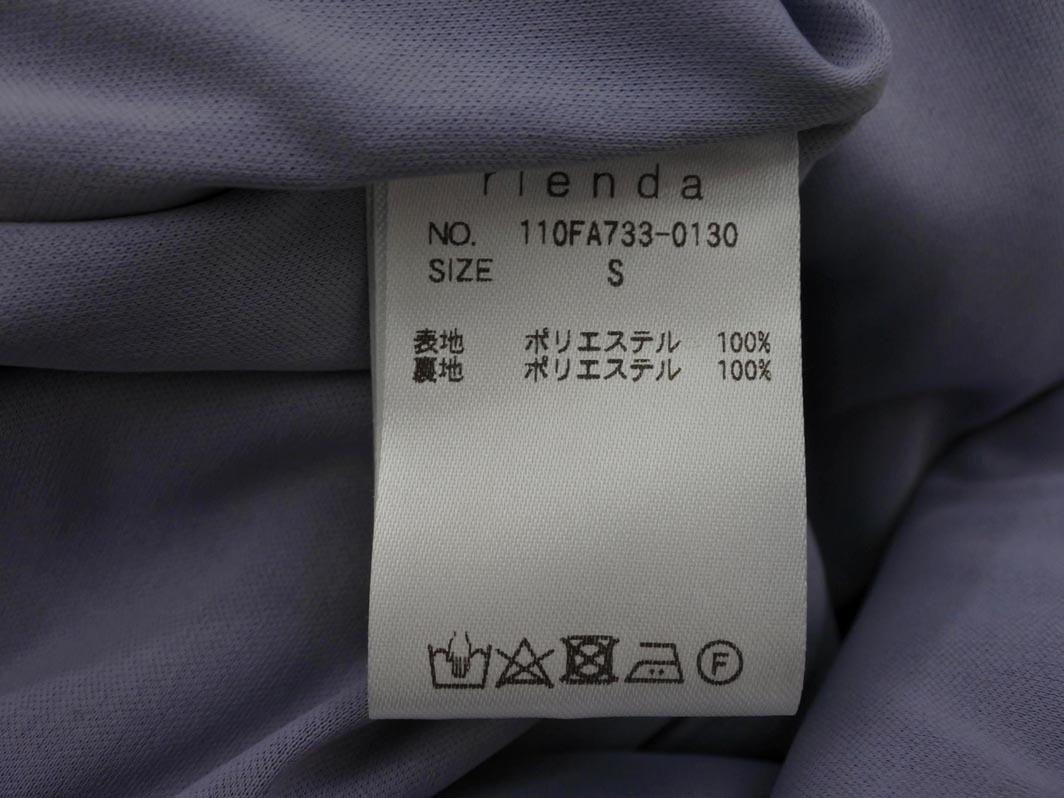 rienda
NO. 110FA733-0130
SIZE S
表地 ポリエステル 100%
裏地 ポリエステル 100%
F